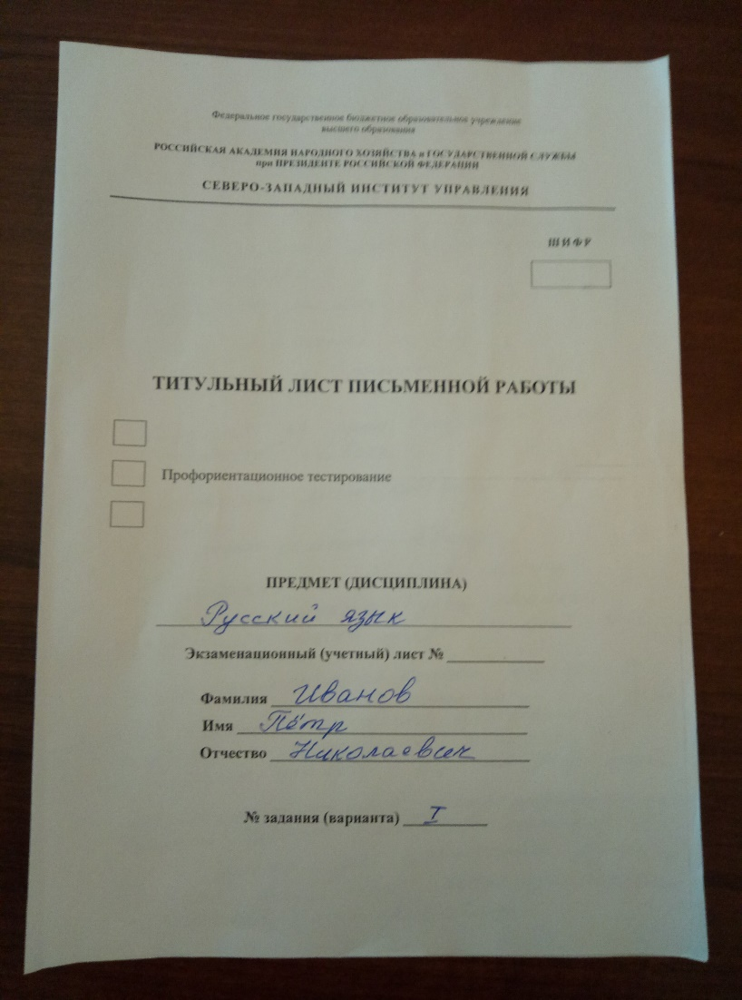 Федеральное государственное бюджетное образовательное учреждение
высшего образования
РОССИЙСКАЯ АКАДЕМИЯ НАРОДНОГО ХОЗЯЙСТВА и ГОСУДАРСТВЕННОЙ СЛУЖБЫ
при ПРЕЗИДЕНТЕ РОССИЙСКОЙ ФЕДЕРАЦИИ
СЕВЕРО-ЗАПАДНЫЙ ИНСТИТУТ УПРАВЛЕНИЯ
ШИФР
ТИТУЛЬНЫЙ ЛИСТ ПИСЬМЕННОЙ РАБОТЫ
Профориентационное тестирование
ПРЕДМЕТ (ДИСЦИПЛИНА)
Русский язык
Экзаменационный (учетный) лист №
Фамилия Иванов
Имя Пётр
Отчество Николаевич
№ задания (варианта) I